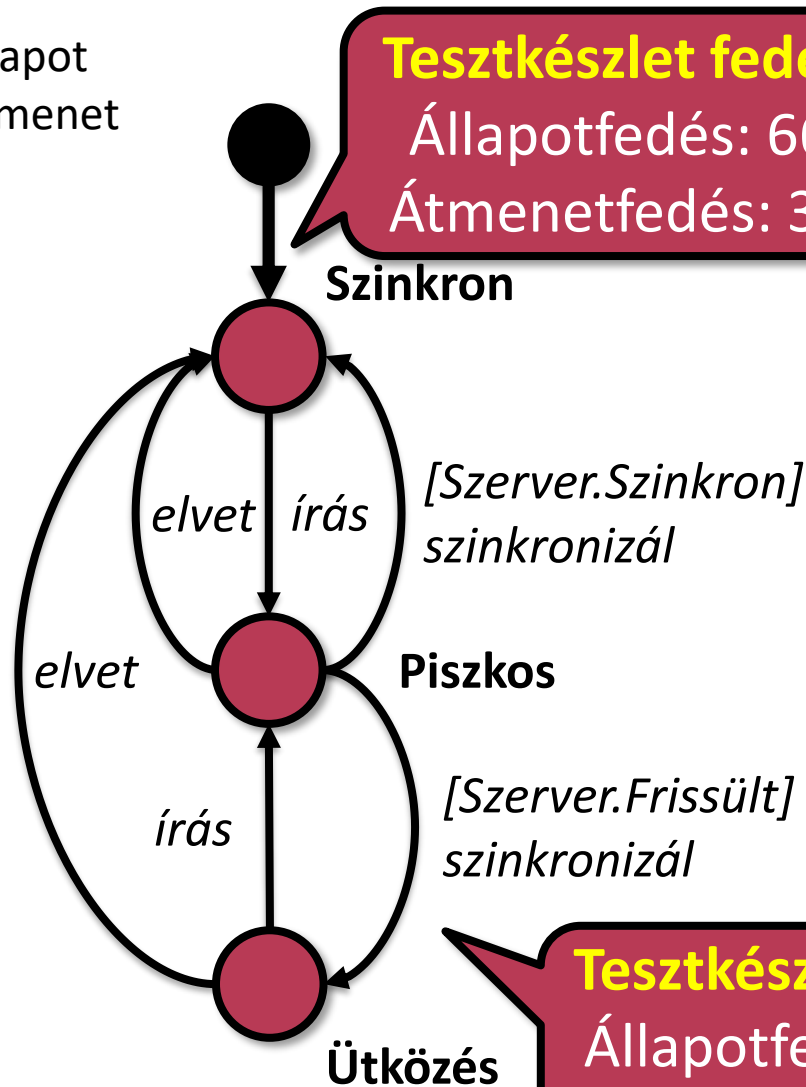 apot
menet
Tesztkészlet fed
Állapotfedés: 6
Átmenetfedés: 3
Szinkron
elvet
írás
[Szerver.Szinkron]
szinkronizál
elvet
Piszkos
írás
[Szerver.Frissült]
szinkronizál
Tesztkész
Állapotfe
Ütközés